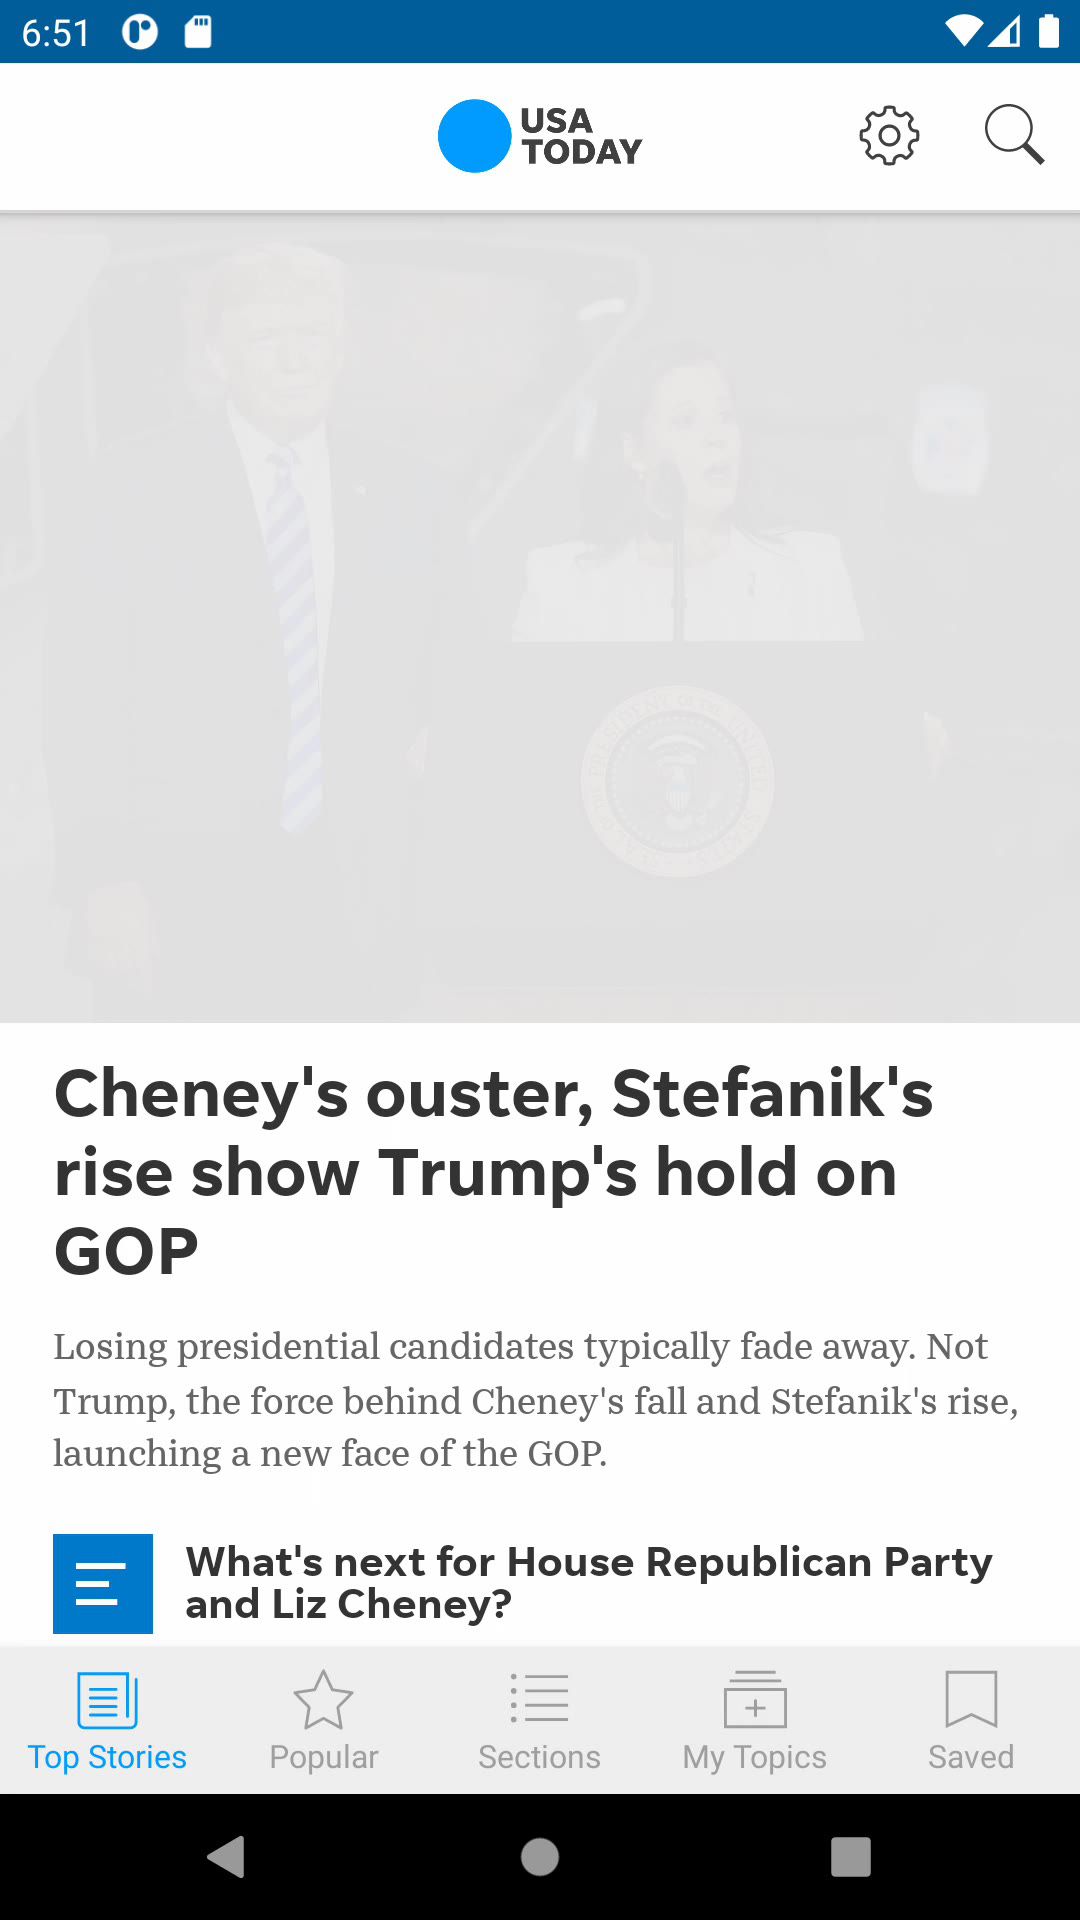 6:51
USA
TODAY
Cheney's ouster, Stefanik's
rise show Trump's hold on
GOP
Losing presidential candidates typically fade away. Not
Trump, the force behind Cheney's fall and Stefanik's rise,
launching a new face of the GOP.
What's next for House Republican Party
and Liz Cheney?
Top Stories
Popular
Sections
My Topics
Saved